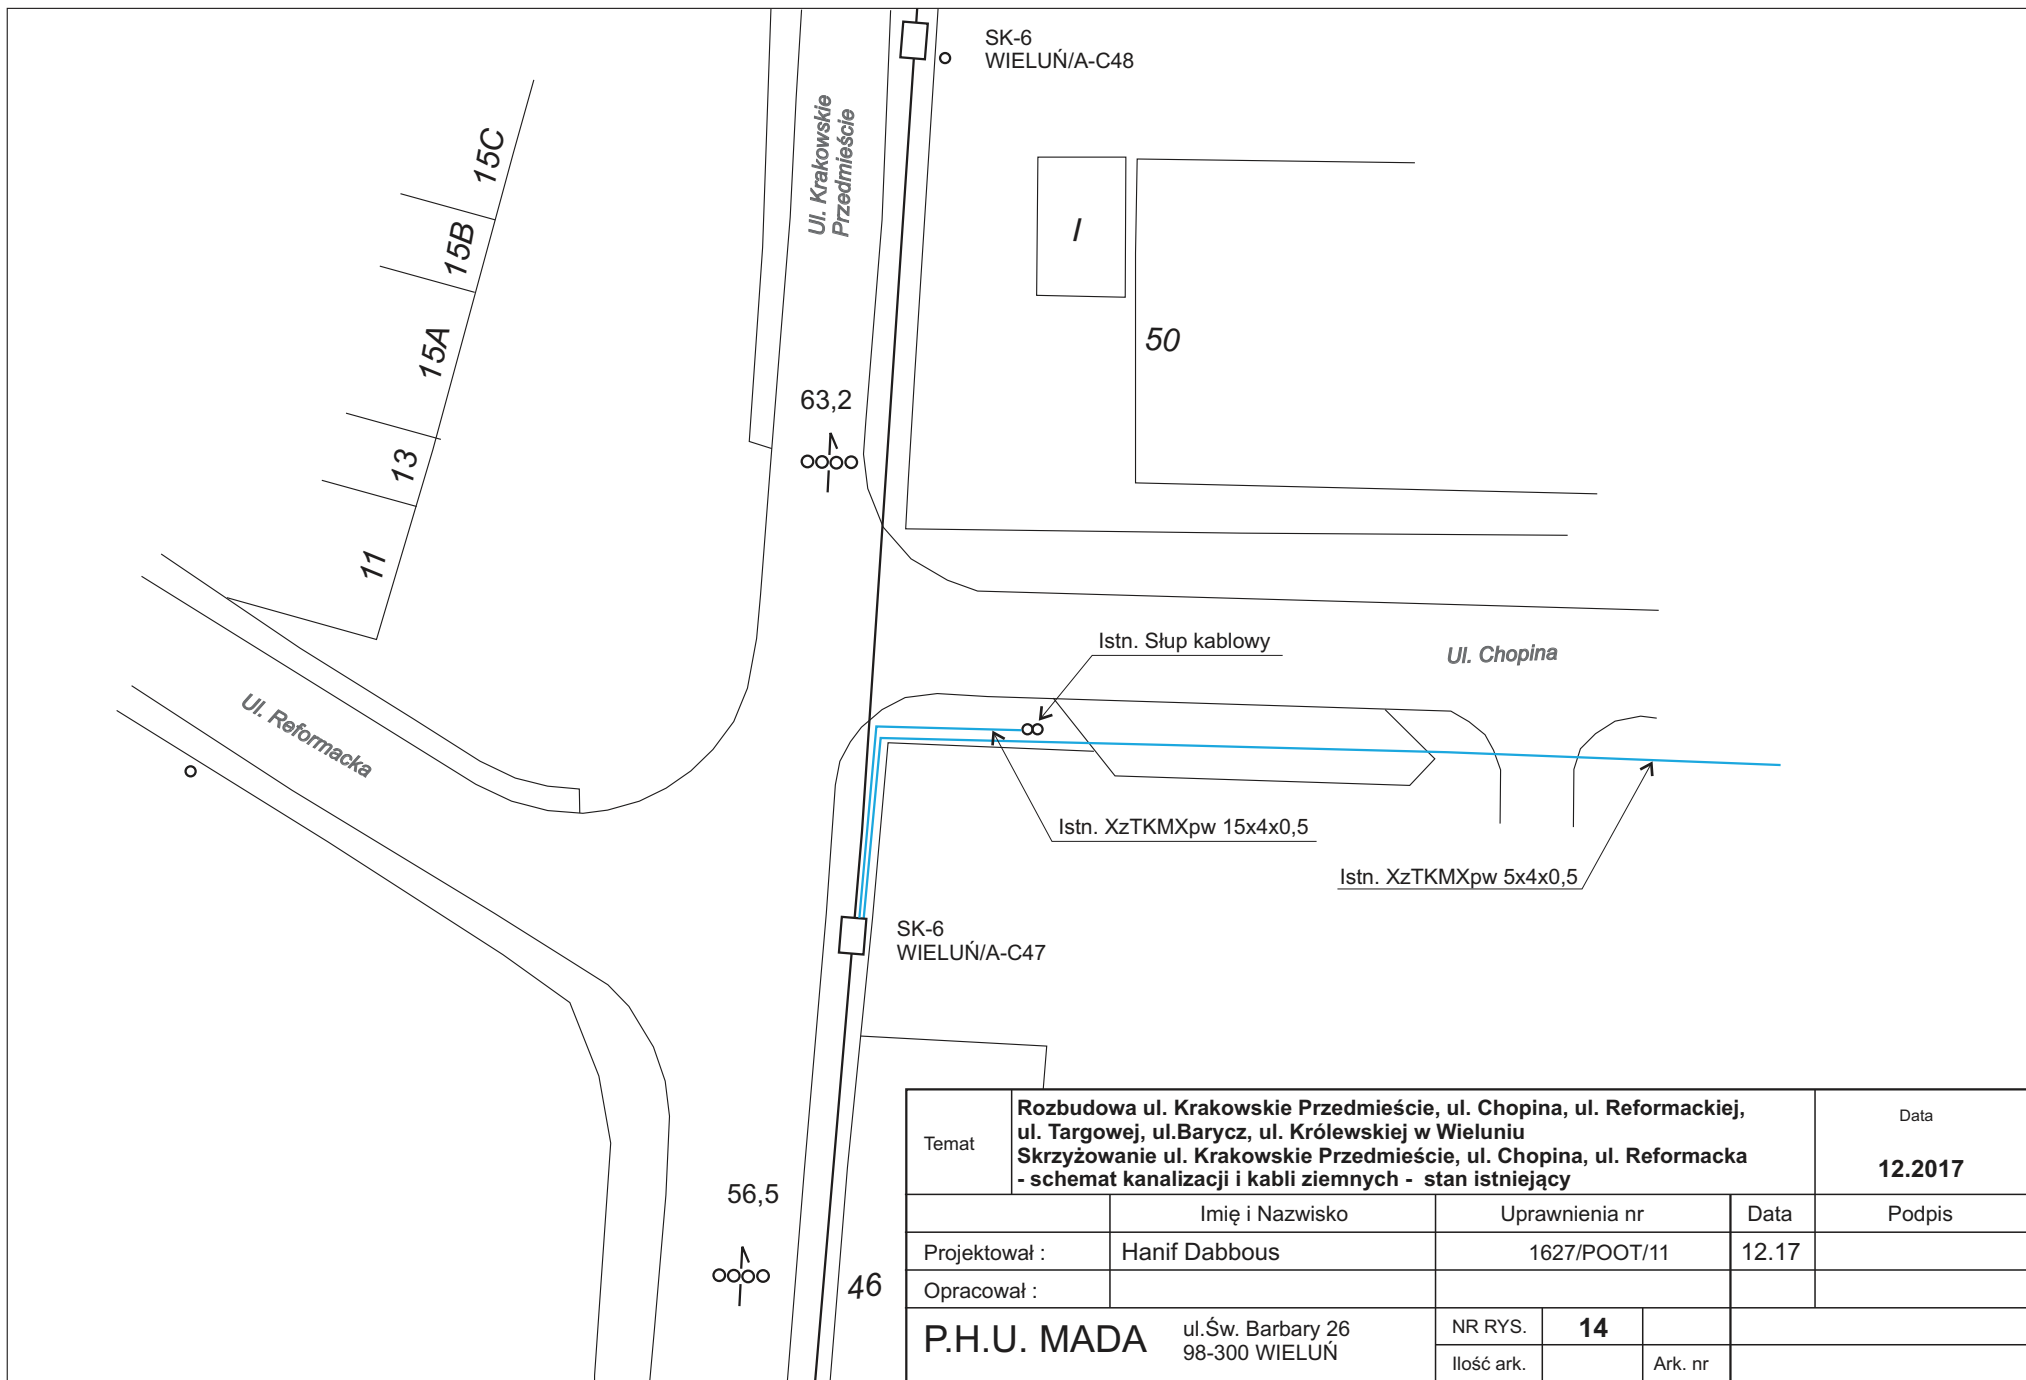 SK-6
WIELUŃ/A-C48
Ul. Krakowskie
Przedmieście
15C
15B
15A
13
11
I
50
63,2
Istn. Słup kablowy
Ul. Chopina
Ul. Reformacka
Istn. XzTKMXpw 15x4x0,5
Istn. XzTKMXpw 5x4x0,5
SK-6
WIELUŃ/A-C47
56,5
46
Temat
Rozbudowa ul. Krakowskie Przedmieście, ul. Chopina, ul. Reformackiej,
ul. Targowej, ul.Barycz, ul. Królewskiej w Wieluniu
Skrzyżowanie ul. Krakowskie Przedmieście, ul. Chopina, ul. Reformacka
- schemat kanalizacji i kabli ziemnych - stan istniejący
Data
12.2017
Imię i Nazwisko
Uprawnienia nr
Data
Podpis
Projektował :
Hanif Dabbous
1627/POOT/11
12.17
Opracował :
P.H.U. MADA
ul.Św. Barbary 26
98-300 WIELUŃ
NR RYS.
14
Ilość ark.
Ark. nr